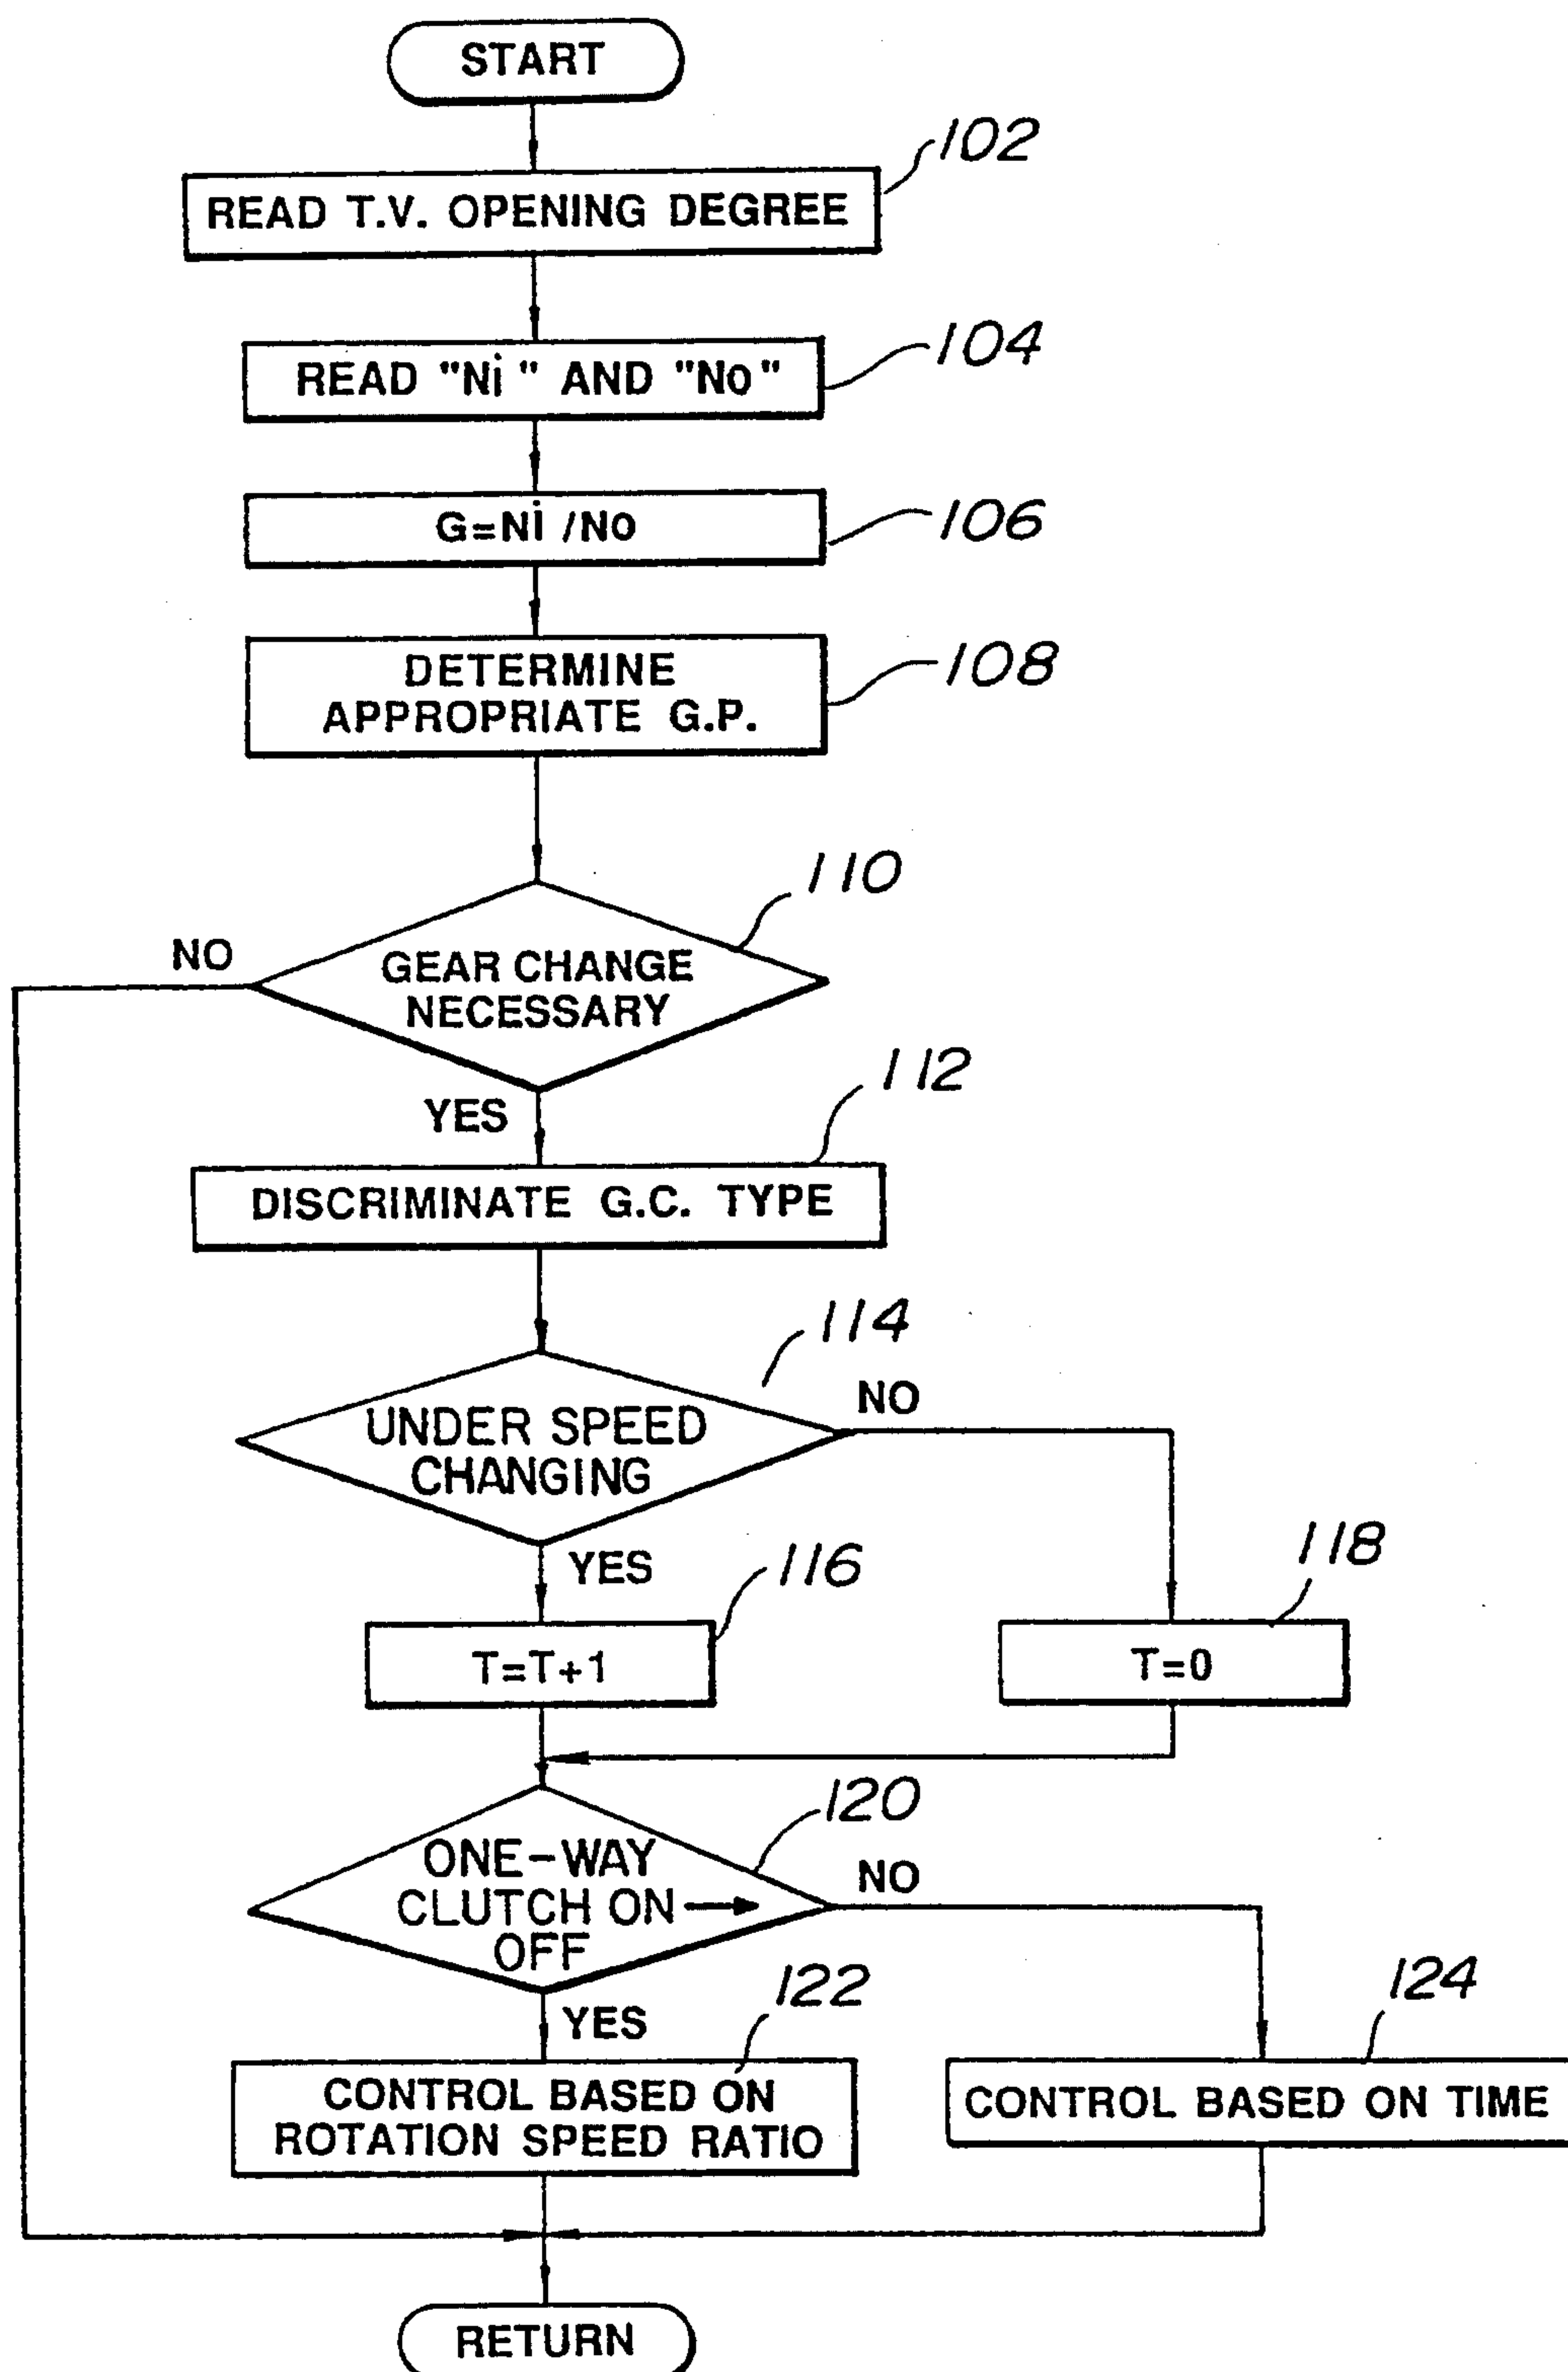 START
102
READ T.V. OPENING DEGREE
104
READ "Ni" AND "No"
G=Ni /No
106
108
DETERMINE
APPROPRIATE G.P.
110
NO
GEAR CHANGE
NECESSARY
112
YES
DISCRIMINATE G.C. TYPE
114
NO
UNDER SPEED
CHANGING
YES
116
118
T=T+1
T=0
120
ONE-WAY
CLUTCH ON →
OFF
NO
122
YES
124
CONTROL BASED ON
ROTATION SPEED RATIO
CONTROL BASED ON TIME
RETURN